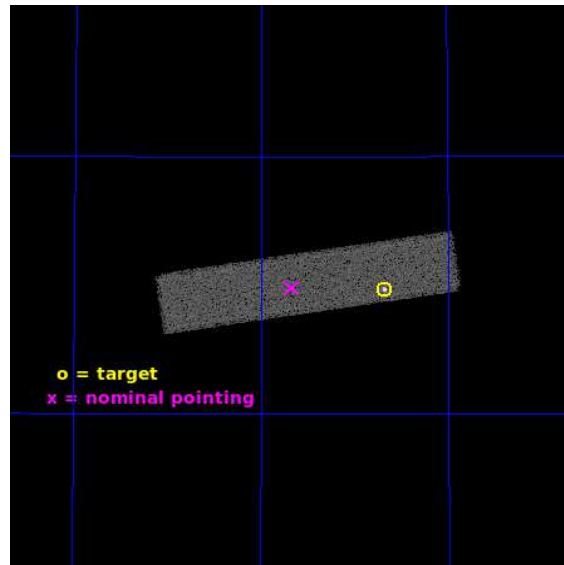 o = target
x = nominal pointing